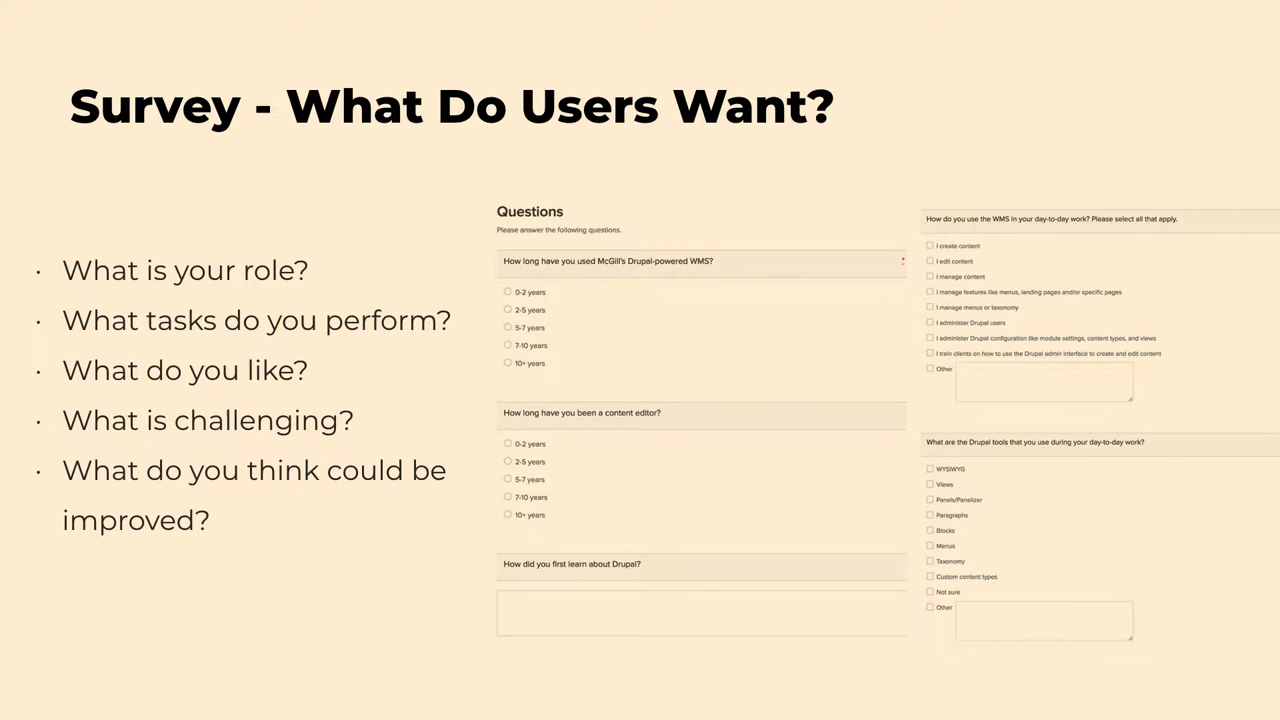 Survey - What Do Users Want?
· What is your role?
· What tasks do you perform?
· What do you like?
· What is challenging?
· What do you think could be
improved?
Questions
Please answer the following questions.
How long have you used McGill's Drupal-powered WMS? *
0-2 years
2-5 years
5-7 years
7-10 years
10+ years
How long have you been a content editor?
0-2 years
2-5 years
5-7 years
7-10 years
10+ years
How did you first learn about Drupal?
How do you use the WMS in your day-to-day work? Please select all that apply.
I create content
I edit content
I manage content
I manage features like menus, landing pages and/or specific pages
I manage menus or taxonomy
I administer Drupal users
I administer Drupal configuration like module settings, content types, and views
I train clients on how to use the Drupal admin interface to create and edit content
Other
What are the Drupal tools that you use during your day-to-day work?
WYSIWYG
Views
Panels/Panelizer
Paragraphs
Blocks
Menus
Taxonomy
Custom content types
Not sure
Other